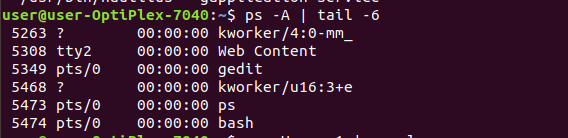 user@user-OptiPlex-7040:~$ ps -A | tail -6
5263 ? 00:00:00 kworker/4:0-mm_
5308 tty2 00:00:00 Web Content
5349 pts/0 00:00:00 gedit
5468 ? 00:00:00 kworker/u16:3+e
5473 pts/0 00:00:00 ps
5474 pts/0 00:00:00 bash